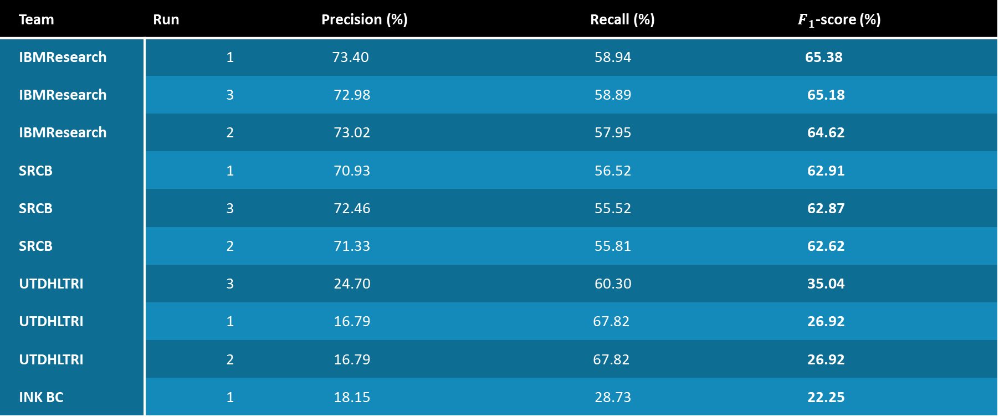 Team Run Precision (%) Recall (%) F1-score (%)
IBMResearch 1 73.40 58.94 65.38
IBMResearch 3 72.98 58.89 65.18
IBMResearch 2 73.02 57.95 64.62
SRCB 1 70.93 56.52 62.91
SRCB 3 72.46 55.52 62.87
SRCB 2 71.33 55.81 62.62
UTDHLTRI 3 24.70 60.30 35.04
UTDHLTRI 1 16.79 67.82 26.92
UTDHLTRI 2 16.79 67.82 26.92
INK BC 1 18.15 28.73 22.25